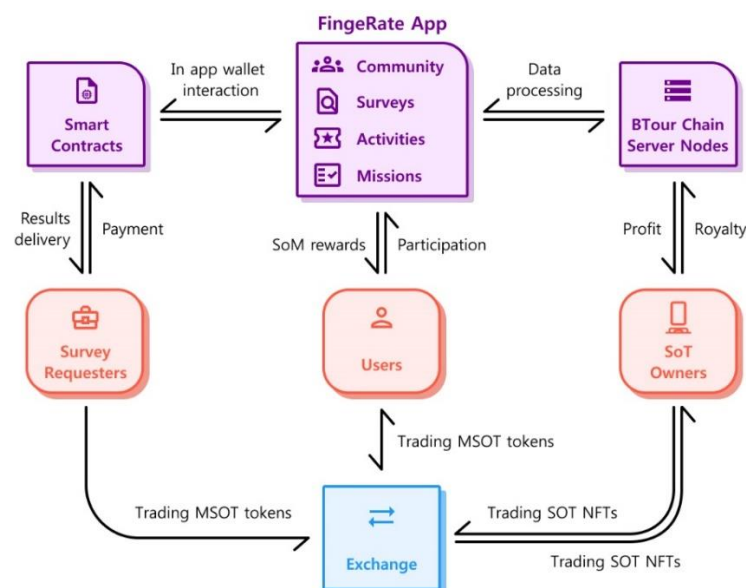 FingeRate App
In app wallet
interaction
Community
Data
processing
Surveys
Smart
Contracts
Activities
BTour Chain
Server Nodes
Missions
Results
delivery
Payment
SoM rewards
Participation
Profit
Royalty
Survey
Requesters
Users
SoT
Owners
Trading MSOT tokens
Trading MSOT tokens
Trading SOT NFTs
Exchange
Trading SOT NFTs